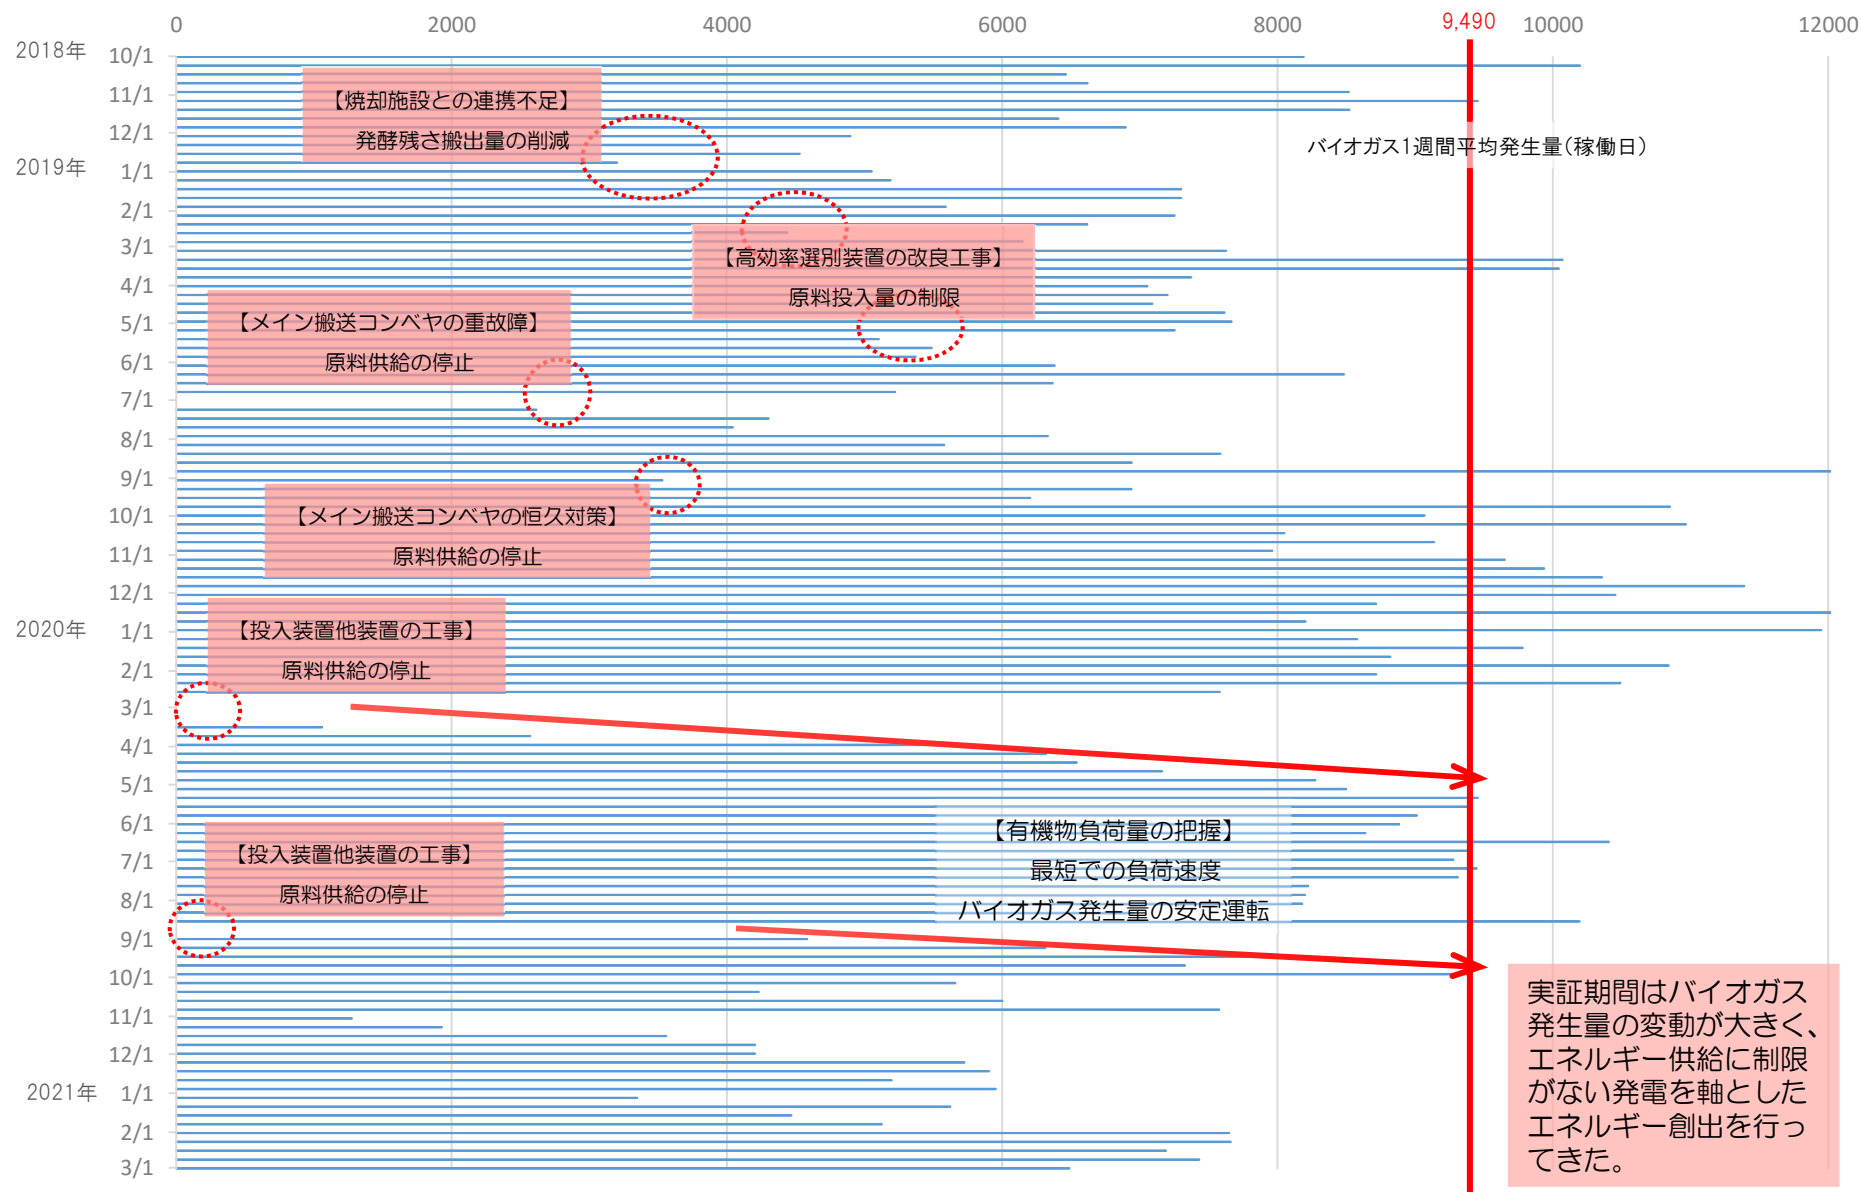 0 2000 4000 6000 8000 9,490 10000 12000
2018年 10/1
11/1
12/1
2019年 1/1
2/1
3/1
4/1
5/1
6/1
7/1
8/1
9/1
10/1
11/1
12/1
2020年 1/1
2/1
3/1
4/1
5/1
6/1
7/1
8/1
9/1
10/1
11/1
12/1
2021年 1/1
2/1
3/1
【焼却施設との連携不足】
発酵残さ搬出量の削減
バイオガス1週間平均発生量(稼働日)
【高効率選別装置の改良工事】
原料投入量の制限
【メイン搬送コンベヤの重故障】
原料供給の停止
【メイン搬送コンベヤの恒久対策】
原料供給の停止
【投入装置他装置の工事】
原料供給の停止
【有機物負荷量の把握】
最短での負荷速度
バイオガス発生量の安定運転
【投入装置他装置の工事】
原料供給の停止
実証期間はバイオガス
発生量の変動が大きく、
エネルギー供給に制限
がない発電を軸とした
エネルギー創出を行っ
てきた。